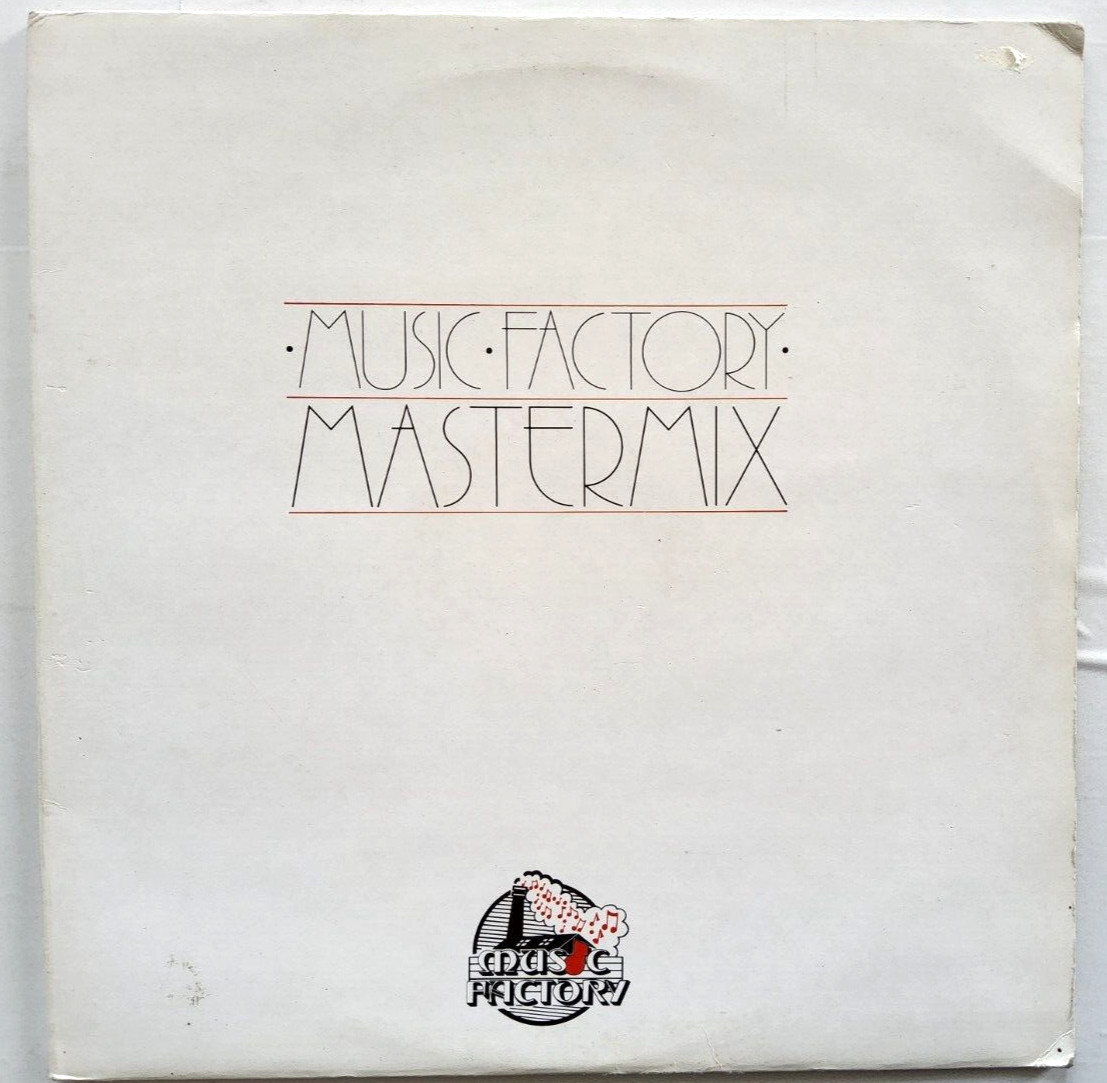 • MUSIC • FACTORY •
MASTERMIX
MUSIC
FACTORY